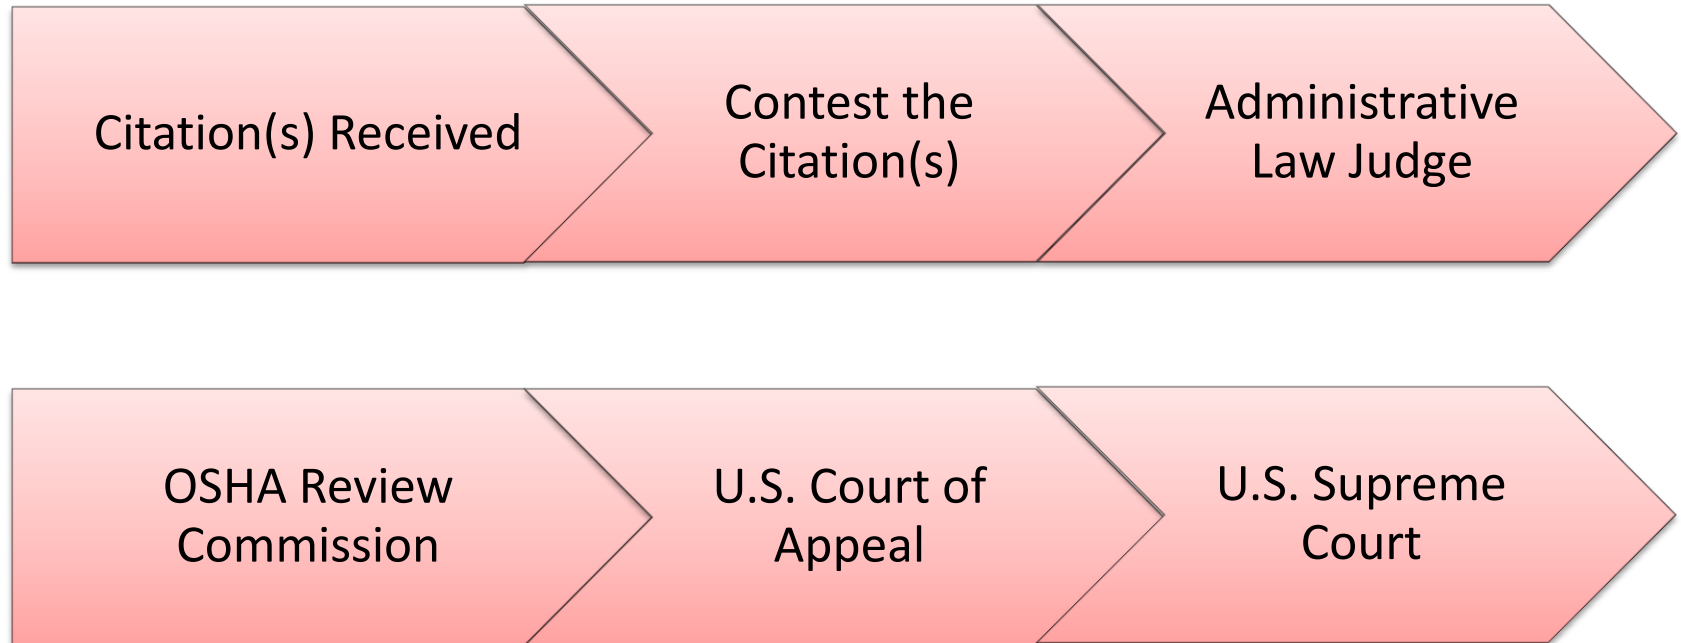 Citation(s) Received
Contest the
Citation(s)
Administrative
Law Judge
OSHA Review
Commission
U.S. Court of
Appeal
U.S. Supreme
Court